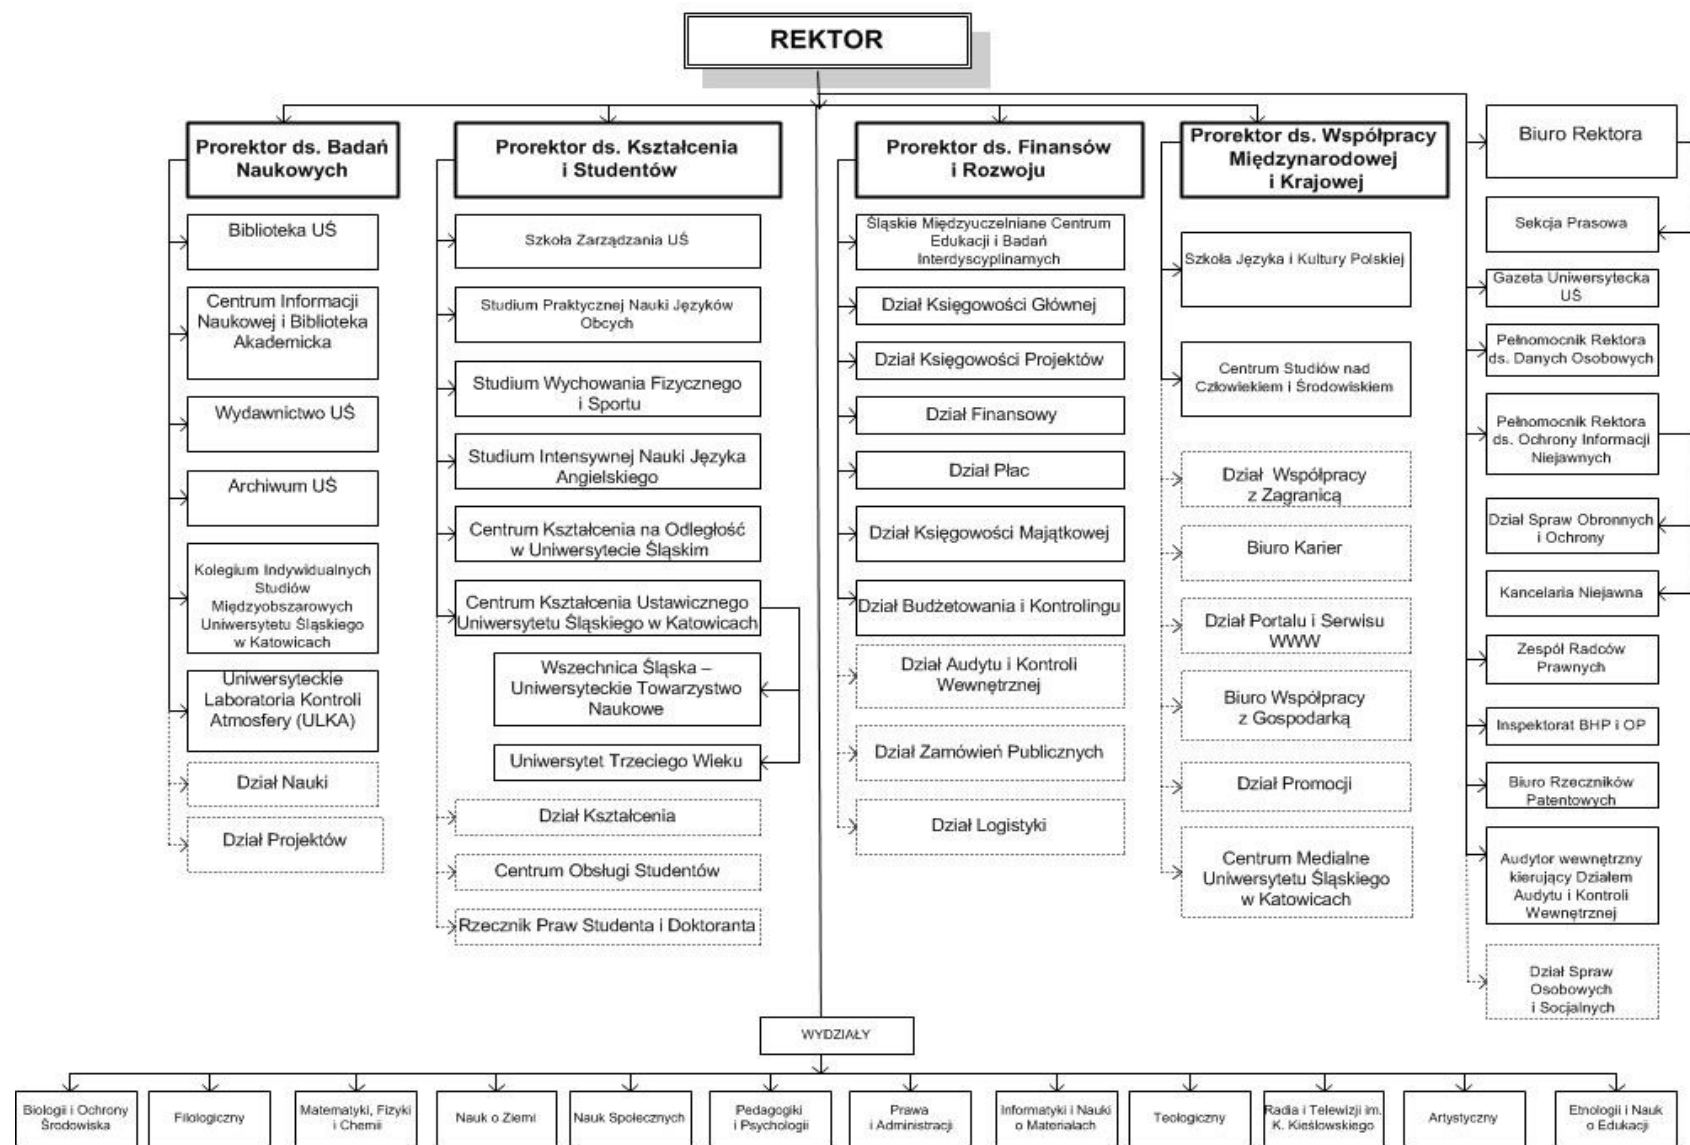 REKTOR
Prorektor ds. Badań
Naukowych
Biblioteka UŚ
Centrum Informacji
Naukowej i Biblioteka
Akademicka
Wydawnictwo UŚ
Archiwum UŚ
Kolegium Indywidualnych
Studiów
Międzyobszarowych
Uniwersytetu Śląskiego
w Katowicach
Uniwersyteckie
Laboratoria Kontroli
Atmosfery (ULKA)
Dział Nauki
Dział Projektów
Prorektor ds. Kształcenia
i Studentów
Szkoła Zarządzania UŚ
Studium Praktycznej Nauki Języków
Obcych
Studium Wychowania Fizycznego
i Sportu
Studium Intensywnej Nauki Języka
Angielskiego
Centrum Kształcenia na Odległość
w Uniwersytecie Śląskim
Centrum Kształcenia Ustawicznego
Uniwersytetu Śląskiego w Katowicach
Wszechnica Śląska –
Uniwersyteckie Towarzystwo
Naukowe
Uniwersytet Trzeciego Wieku
Dział Kształcenia
Centrum Obsługi Studentów
Rzecznik Praw Studenta i Doktoranta
Prorektor ds. Finansów
i Rozwoju
Śląskie Międzyuczelniane Centrum
Edukacji i Badań
Interdyscyplinarnych
Dział Księgowości Głównej
Dział Księgowości Projektów
Dział Finansowy
Dział Płac
Dział Księgowości Majątkowej
Dział Budżetowania i Kontrolingu
Dział Audytu i Kontroli
Wewnętrznej
Dział Zamówień Publicznych
Dział Logistyki
Prorektor ds. Współpracy
Międzynarodowej
i Krajowej
Szkoła Języka i Kultury Polskiej
Centrum Studiów nad
Człowiekiem i Środowiskiem
Dział Współpracy
z Zagranicą
Biuro Karier
Dział Portalu i Serwisu
WWW
Biuro Współpracy
z Gospodarką
Dział Promocji
Centrum Medialne
Uniwersytetu Śląskiego
w Katowicach
Biuro Rektora
Sekcja Prasowa
Gazeta Uniwersytecka
UŚ
Pełnomocnik Rektora
ds. Danych Osobowych
Pełnomocnik Rektora
ds. Ochrony Informacji
Niejawnych
Dział Spraw Obronnych
i Ochrony
Kancelaria Niejawna
Zespół Radców
Prawnych
Inspektorat BHP i OP
Biuro Rzeczników
Patentowych
Audytor wewnętrzny
kierujący Działem
Audytu i Kontroli
Wewnętrznej
Dział Spraw
Osobowych
i Socjalnych
WYDZIAŁY
Biologii i Ochrony
Środowiska
Filologiczny
Matematyki, Fizyki
i Chemii
Nauk o Ziemi
Nauk Społecznych
Pedagogiki
i Psychologii
Prawa
i Administracji
Informatyki i Nauki
o Materiałach
Teologiczny
Radia i Telewizji im.
K. Kieślowskiego
Artystyczny
Etnologii i Nauk
o Edukacji